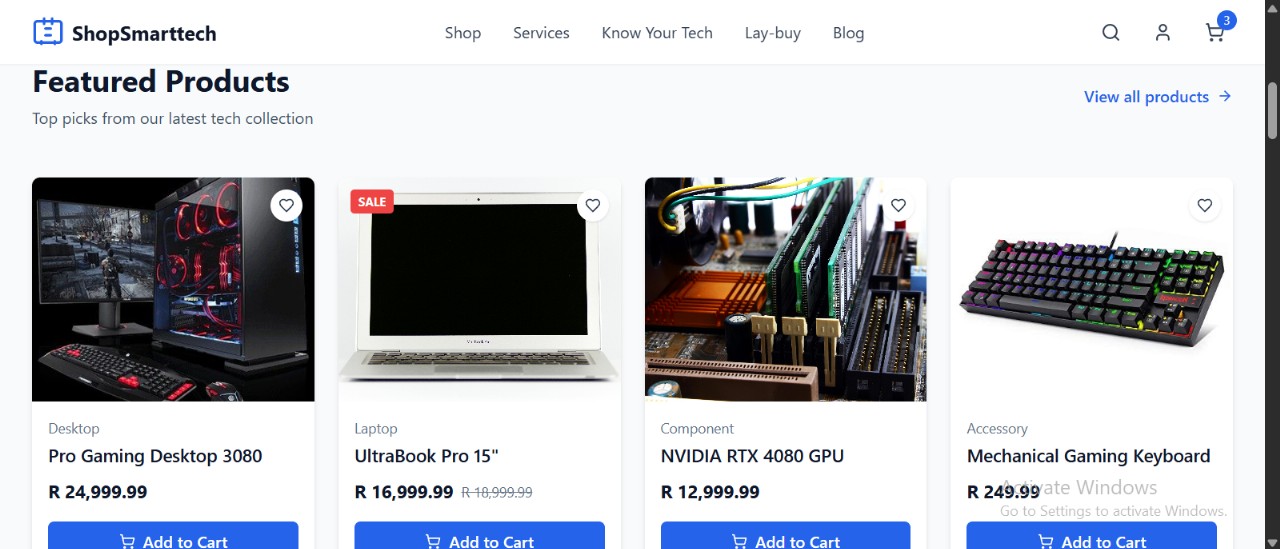 ShopSmarttech
Shop
Services
Know Your Tech
Lay-buy
Blog
3
Featured Products
View all products
Top picks from our latest tech collection
SALE
Desktop
Laptop
Component
Accessory
Pro Gaming Desktop 3080
UltraBook Pro 15"
NVIDIA RTX 4080 GPU
Mechanical Gaming Keyboard
R 24,999.99
R 16,999.99 R 18,999.99
R 12,999.99
R 249.99
Activate Windows
Go to Settings to activate Windows.
Add to Cart
Add to Cart
Add to Cart
Add to Cart